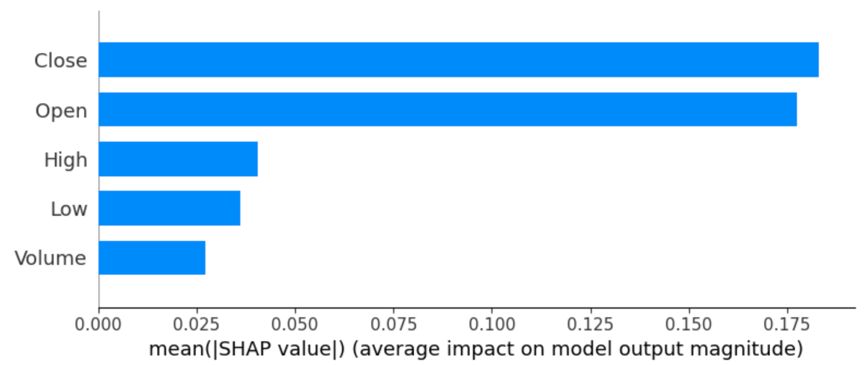 Close
Open
High
Low
Volume
0.000 0.025 0.050 0.075 0.100 0.125 0.150 0.175
mean(|SHAP value|) (average impact on model output magnitude)